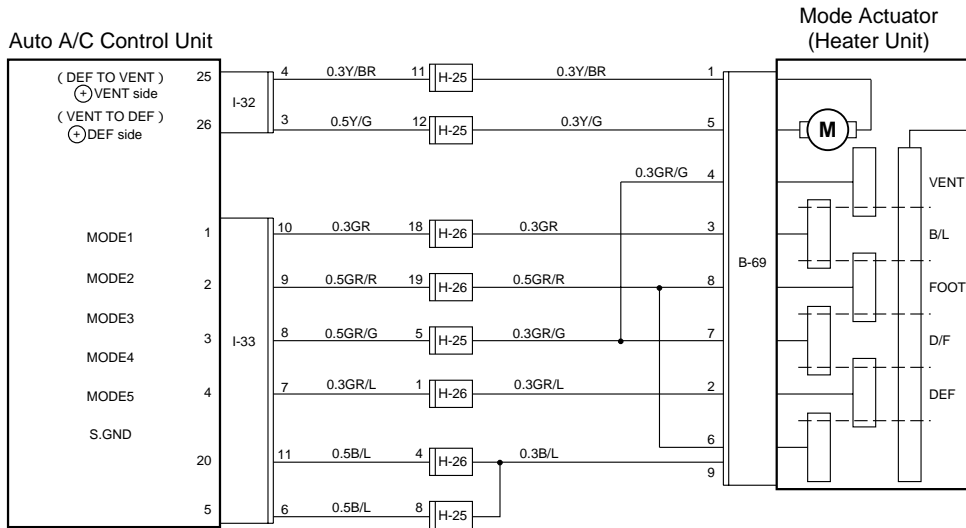 Mode Actuator
(Heater Unit)
Auto A/C Control Unit
( DEF TO VENT ) 25 4 0.3Y/BR 11 H-25 0.3Y/BR 1
+ VENT side
I-32
( VENT TO DEF ) 26 3 0.5Y/G 12 H-25 0.3Y/G 5 M
+ DEF side
0.3GR/G 4 VENT
MODE1 1 10 0.3GR 18 H-26 0.3GR 3 B/L
B-69
MODE2 2 9 0.5GR/R 19 H-26 0.5GR/R 8 FOOT
MODE3 3 I-33 8 0.5GR/G 5 H-25 0.3GR/G 7 D/F
MODE4
MODE5 4 7 0.3GR/L 1 H-26 0.3GR/L 2 DEF
S.GND
6
20 11 0.5B/L 4 H-26 0.3B/L 9
5 6 0.5B/L 8 H-25